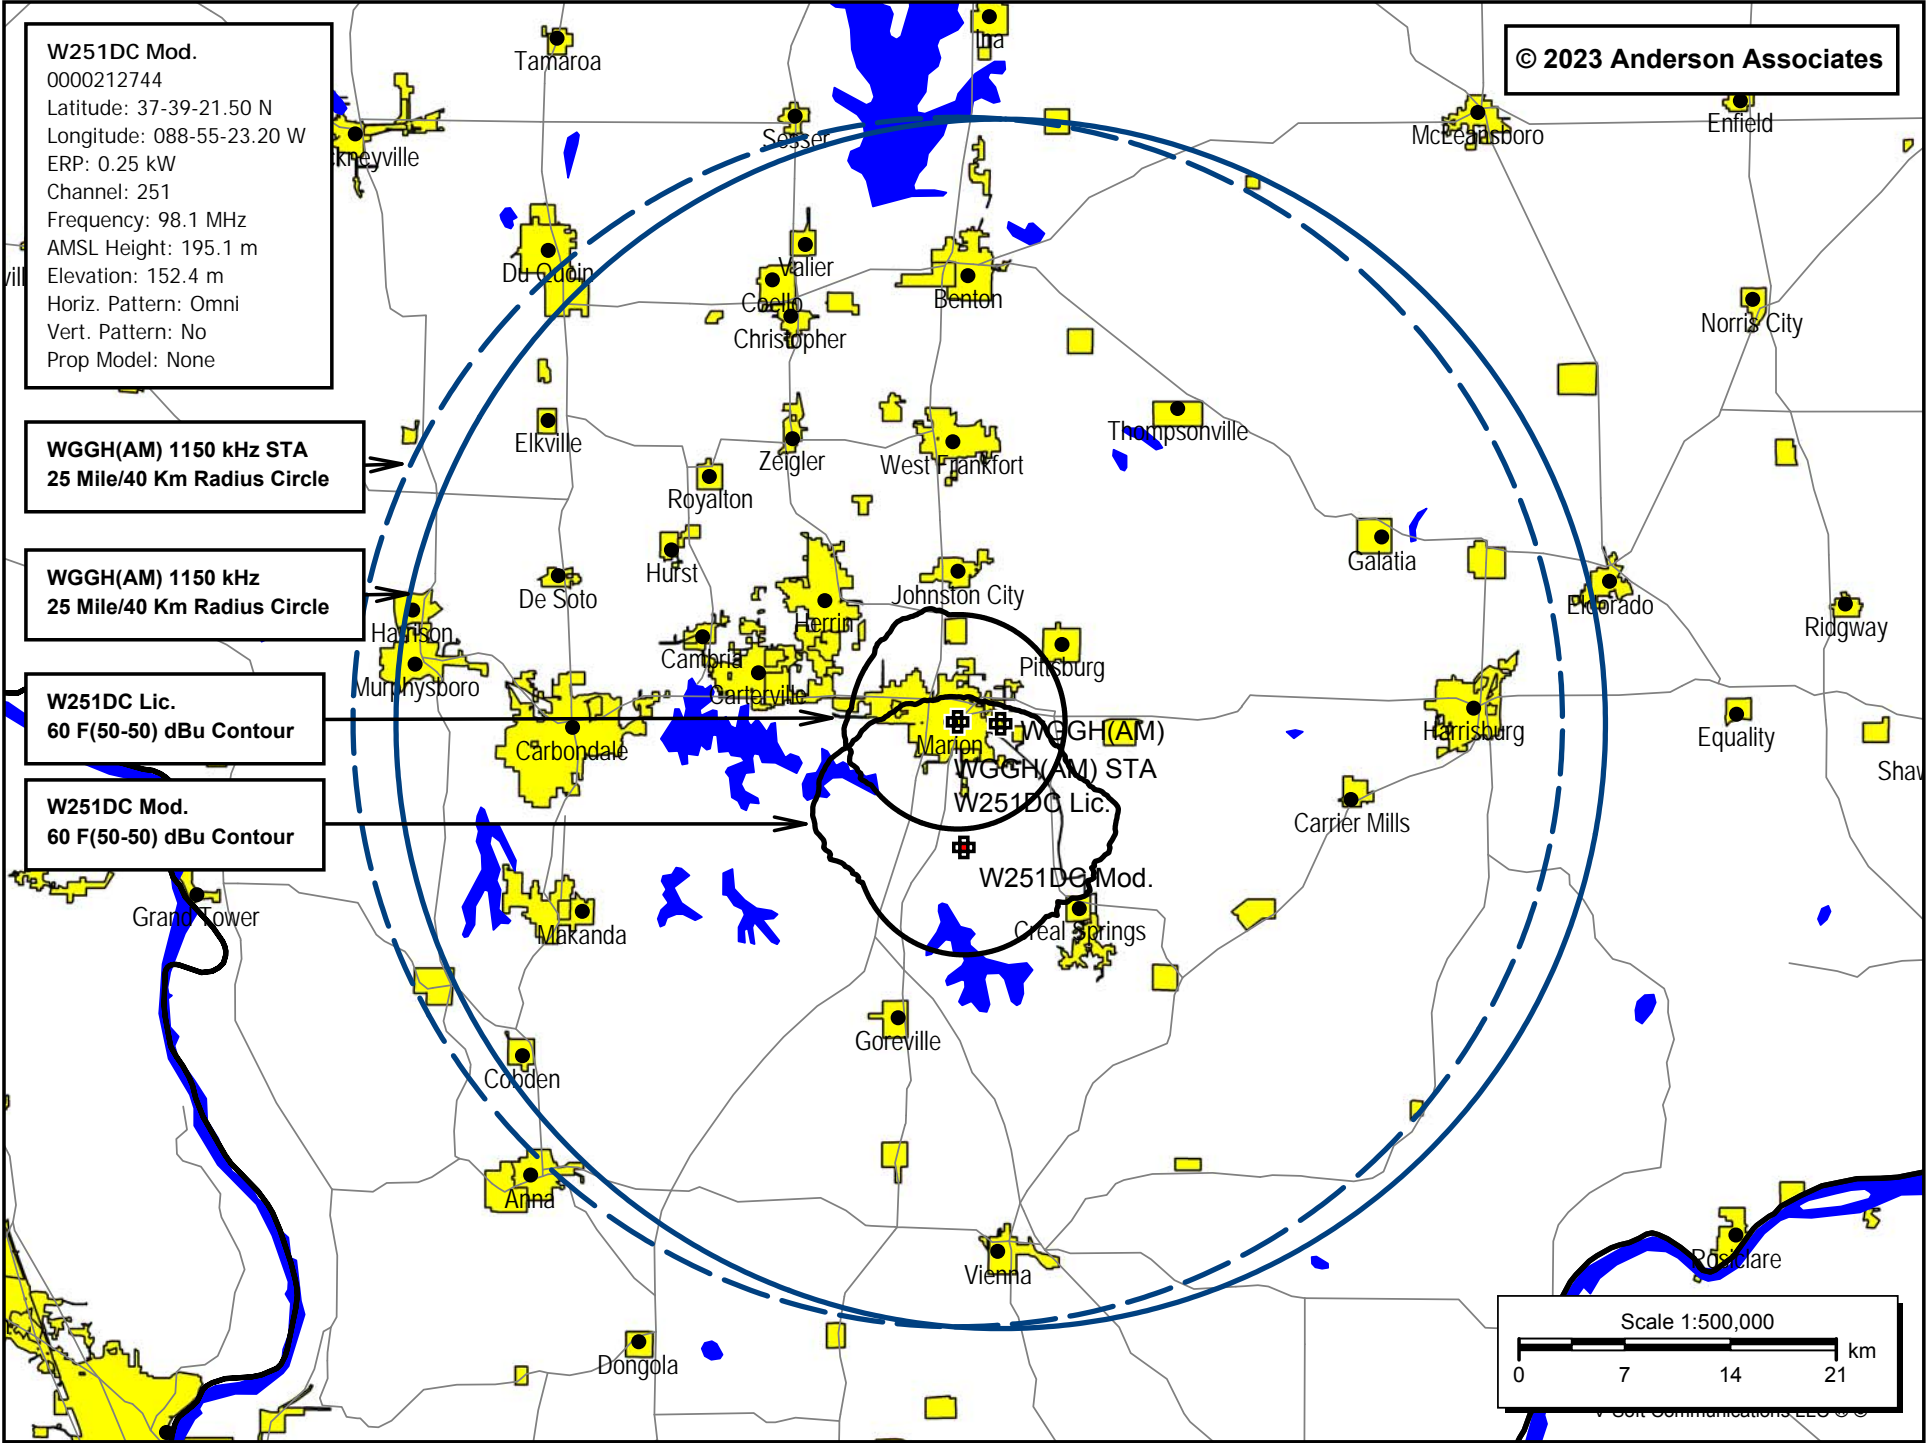 W251DC Mod.
0000212744
Latitude: 37-39-21.50 N
Longitude: 088-55-23.20 W
ERP: 0.25 kW
Channel: 251
Frequency: 98.1 MHz
AMSL Height: 195.1 m
Elevation: 152.4 m
Horiz. Pattern: Omni
Vert. Pattern: No
Prop Model: None
© 2023 Anderson Associates
Tamaroa
Ina
Sesser
McLeansboro
Enfield
ckneyville
Du Quoin
Valier
Coello
Christopher
Benton
Norris City
WGGH(AM) 1150 kHz STA
25 Mile/40 Km Radius Circle
Elkville
Zeigler
West Frankfort
Thompsonville
Royalton
WGGH(AM) 1150 kHz
25 Mile/40 Km Radius Circle
Hurst
De Soto
Johnston City
Galatia
Eldorado
Ridgway
Harrison
Herrin
Cambria
Pittsburg
Murphysboro
Carterville
W251DC Lic.
60 F(50-50) dBu Contour
Carbondale
Marion
WGGH(AM)
WGGH(AM) STA
W251DC Lic.
Harrisburg
Equality
Shaw
W251DC Mod.
60 F(50-50) dBu Contour
Carrier Mills
W251DC Mod.
Grand Tower
Makanda
Creal Springs
Goreville
Cobden
Anna
Vienna
Rosiclare
Dongola
Scale 1:500,000
km
0 7 14 21